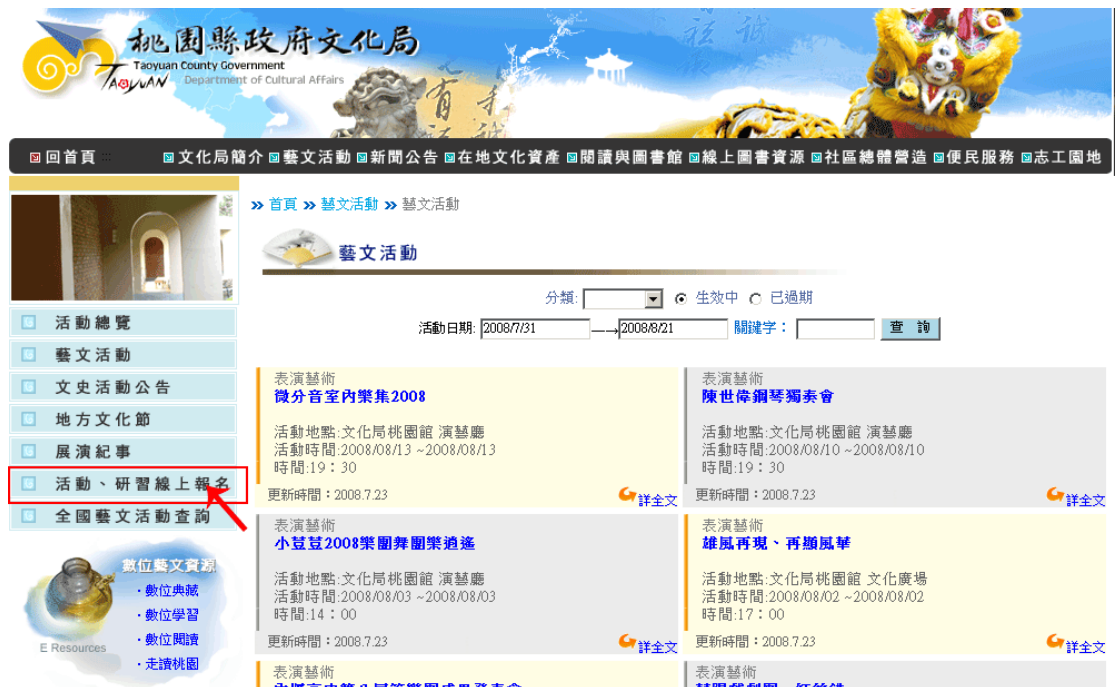 桃園縣政府文化局
Taoyuan County Government
TAOYUAN Department of Cultural Affairs
回首頁 :::
文化局簡介 藝文活動 新聞公告 在地文化資產 閱讀與圖書館 線上圖書資源 社區總體營造 便民服務 志工園地
» 首頁 » 藝文活動 » 藝文活動
藝文活動
分類: 生效中 已過期
活動日期: 2008/7/31 ——→ 2008/8/21 關鍵字： 查 詢
活動總覽
藝文活動
文史活動公告
地方文化節
展演紀事
活動、研習線上報名
全國藝文活動查詢
數位藝文資源
・數位典藏
・數位學習
・數位閱讀
・走讀桃園
E Resources
表演藝術
微分音室內樂集2008
活動地點:文化局桃園館 演藝廳
活動時間:2008/08/13 ~2008/08/13
時間:19：30
更新時間：2008.7.23 詳全文
表演藝術
陳世偉鋼琴獨奏會
活動地點:文化局桃園館 演藝廳
活動時間:2008/08/10 ~2008/08/10
時間:19：30
更新時間：2008.7.23 詳全文
表演藝術
小荳荳2008樂團舞團樂逍遙
活動地點:文化局桃園館 演藝廳
活動時間:2008/08/03 ~2008/08/03
時間:14：00
更新時間：2008.7.23 詳全文
表演藝術
雄風再現、再顯風華
活動地點:文化局桃園館 文化廣場
活動時間:2008/08/02 ~2008/08/02
時間:17：00
更新時間：2008.7.23 詳全文
表演藝術
表演藝術